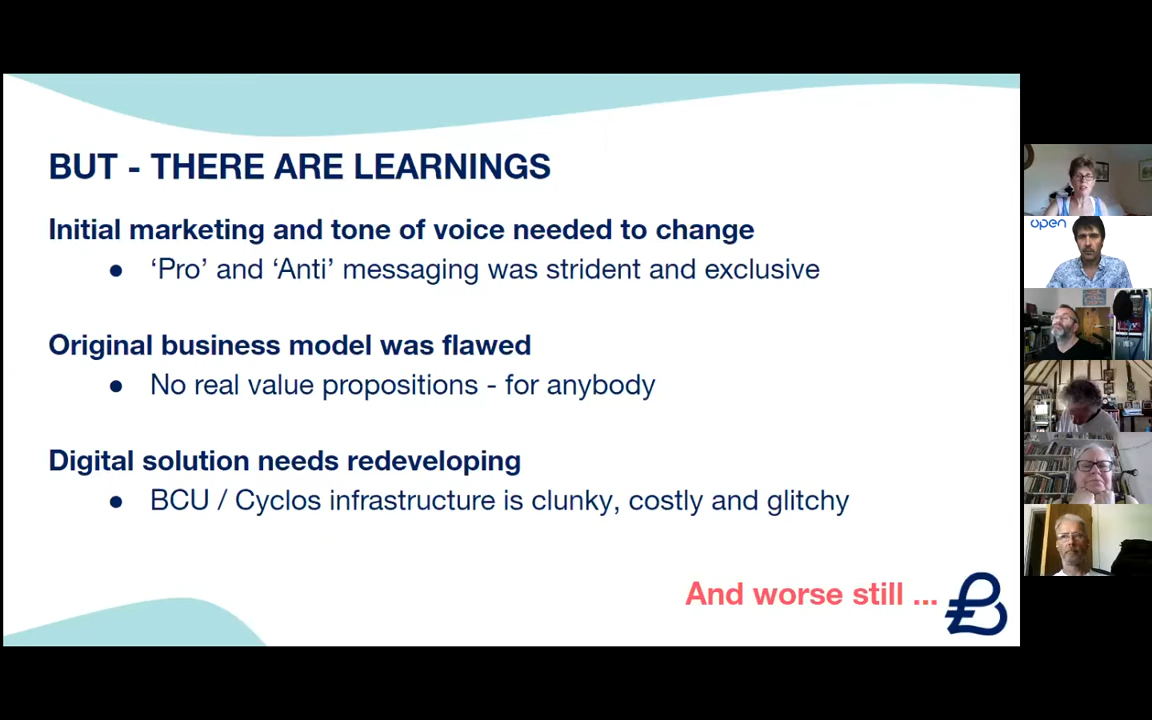 BUT - THERE ARE LEARNINGS
Initial marketing and tone of voice needed to change
● ‘Pro’ and ‘Anti’ messaging was strident and exclusive
Original business model was flawed
● No real value propositions - for anybody
Digital solution needs redeveloping
● BCU / Cyclos infrastructure is clunky, costly and glitchy
And worse still ...
open